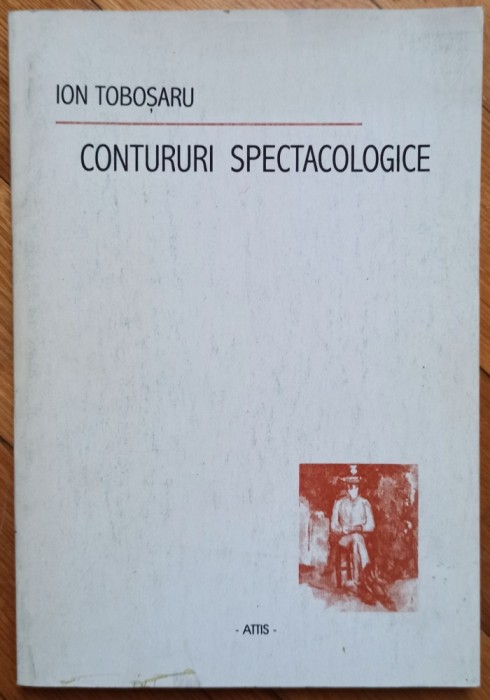 ION TOBOȘARU
CONTURURI SPECTACOLOGICE
- ATTIS -